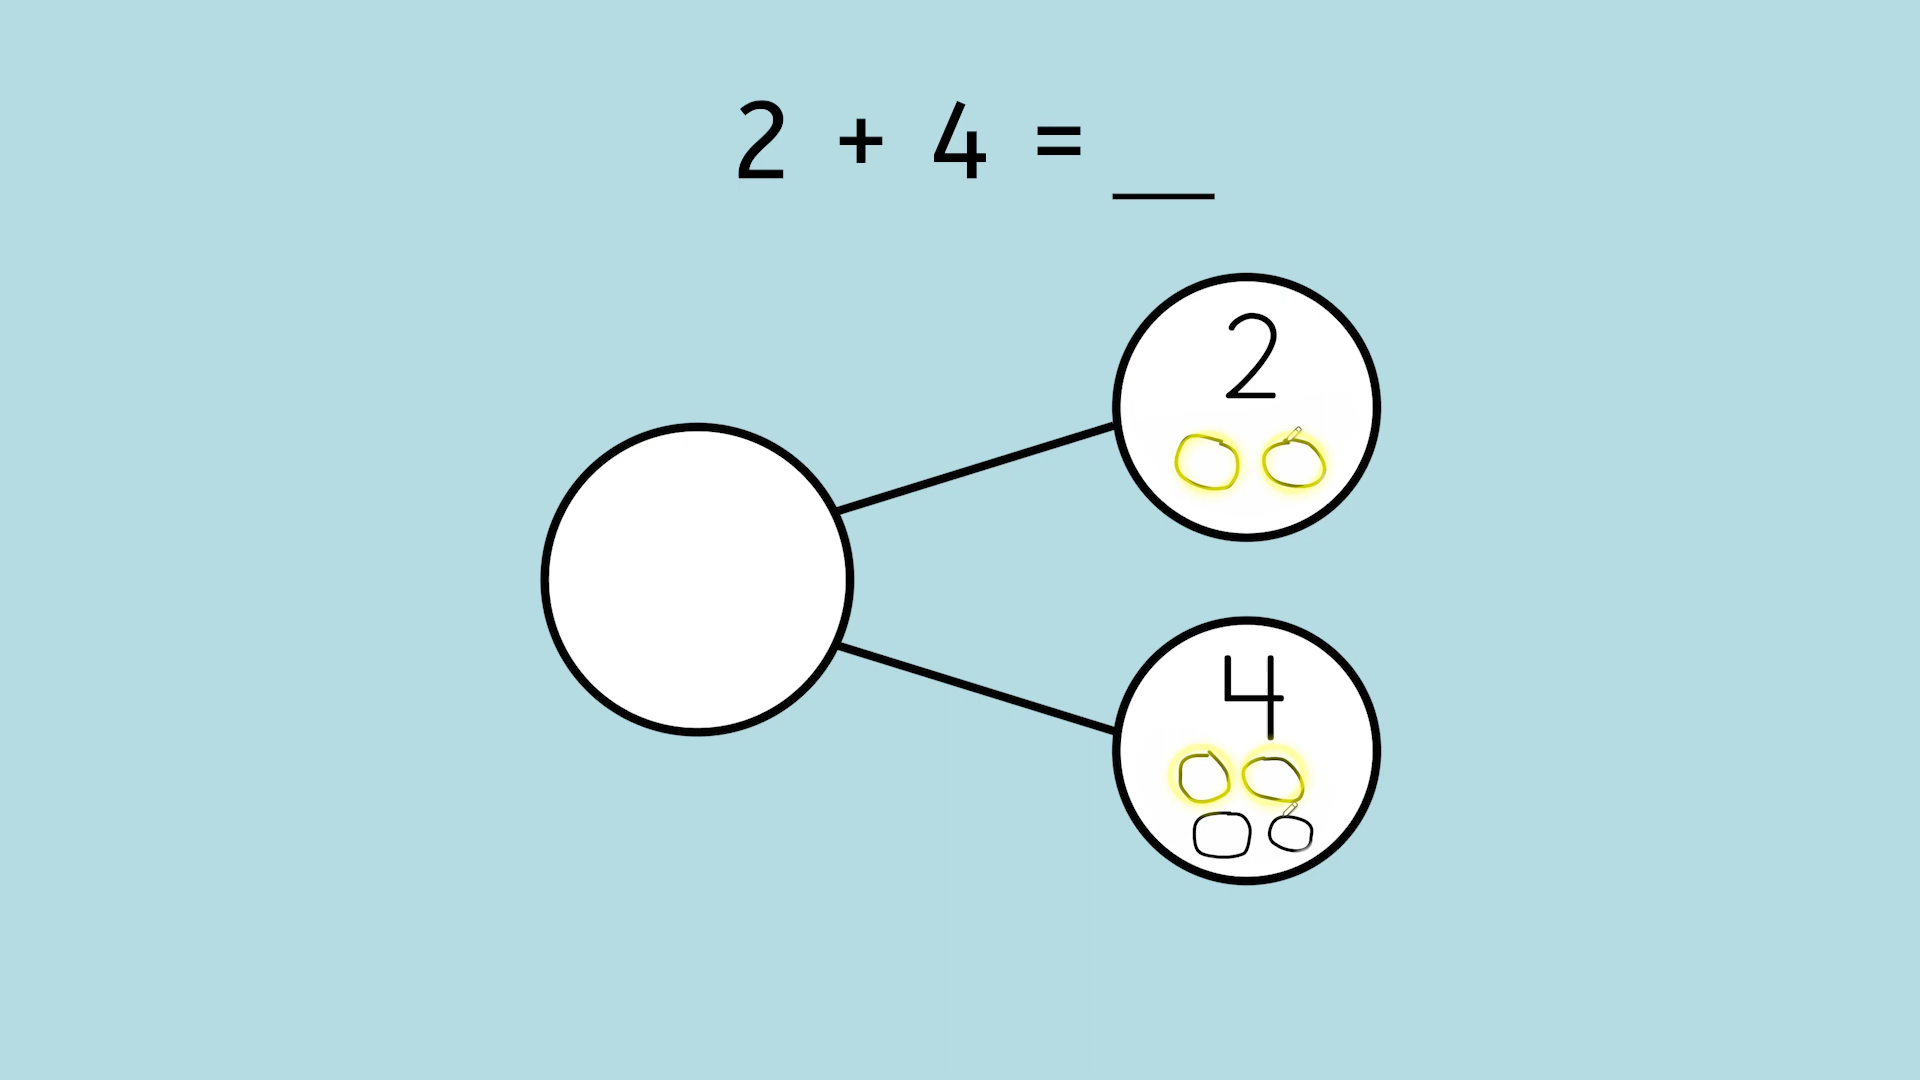 2 + 4 = __
2
4